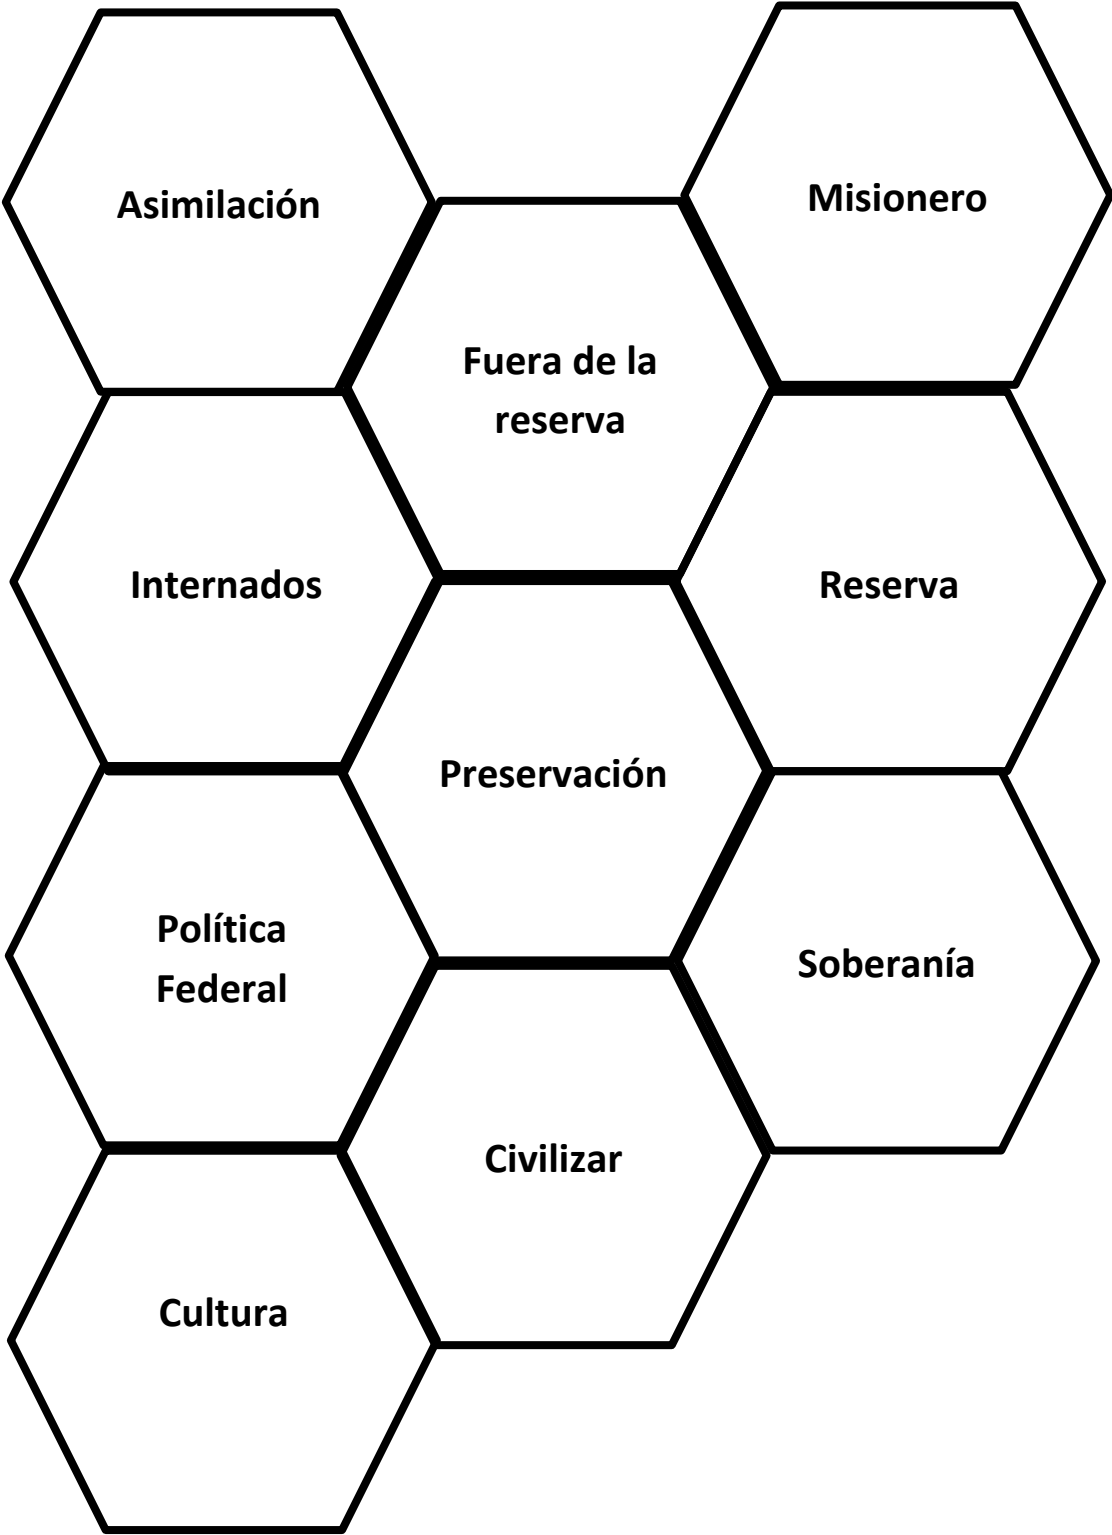 Asimilación
Misionero
Fuera de la
reserva
Internados
Reserva
Preservación
Política
Federal
Soberanía
Civilizar
Cultura